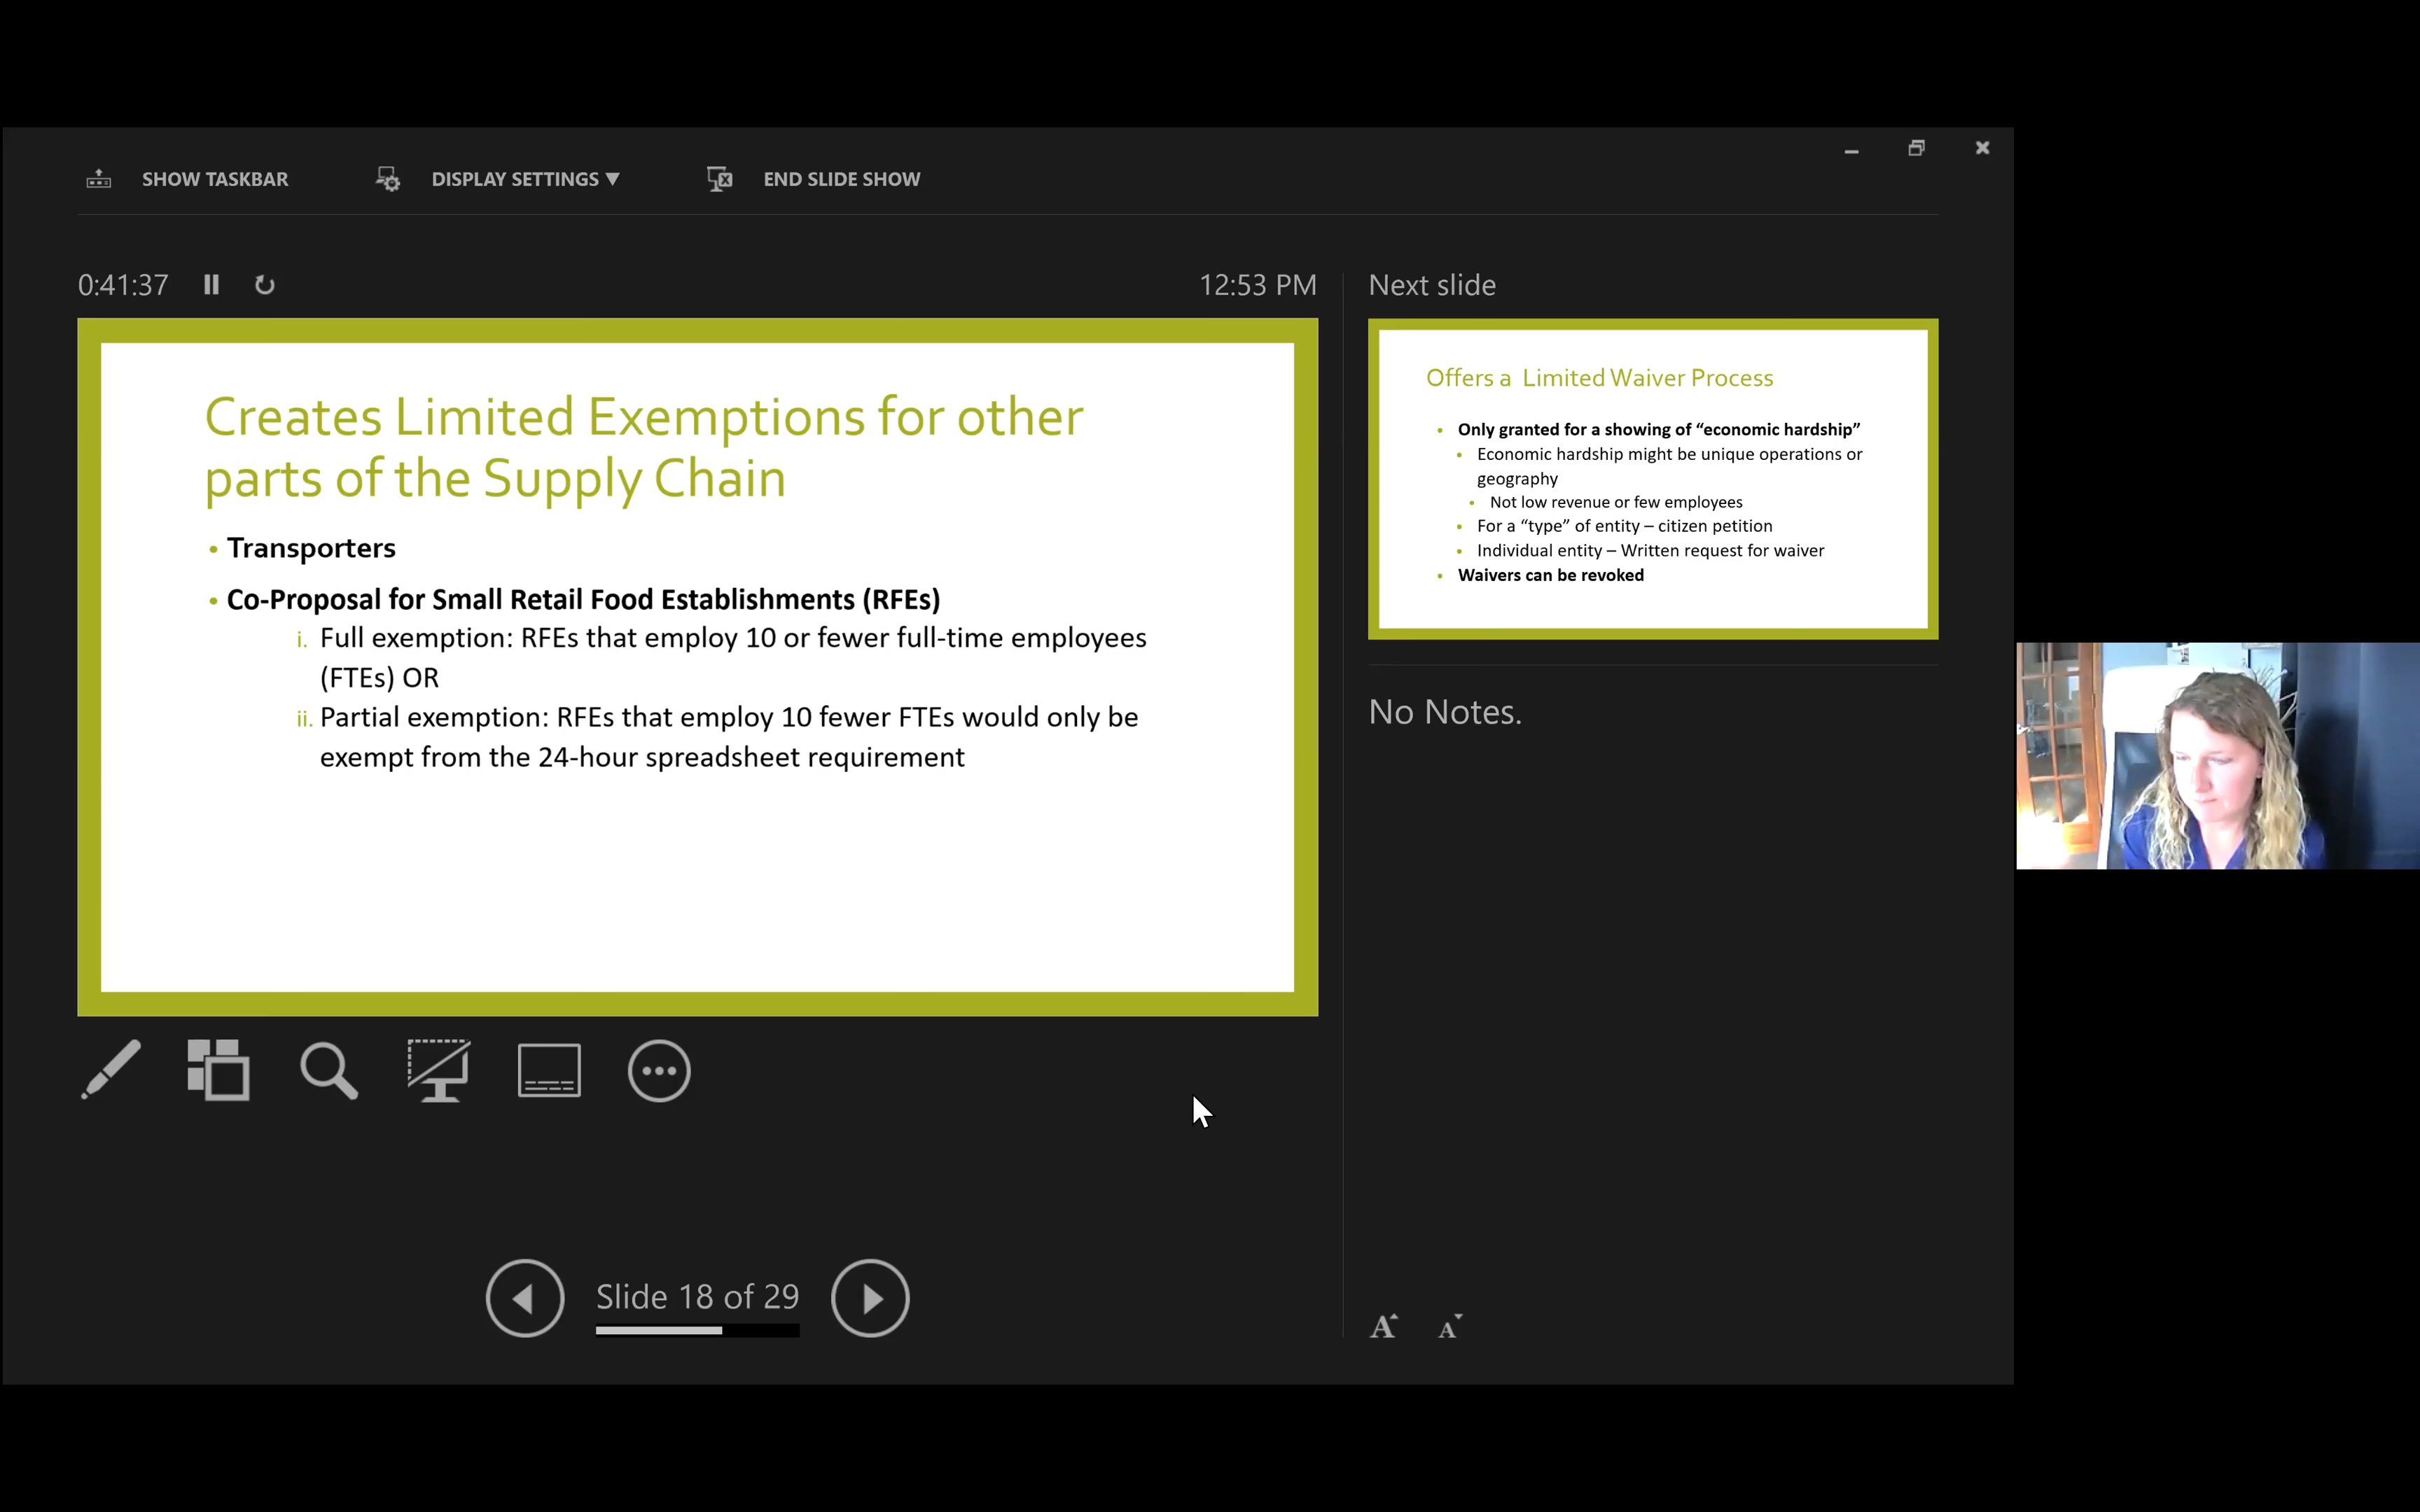 SHOW TASKBAR
DISPLAY SETTINGS ▼
END SLIDE SHOW
0:41:37
12:53 PM
Creates Limited Exemptions for other
parts of the Supply Chain
• Transporters
• Co-Proposal for Small Retail Food Establishments (RFEs)
i. Full exemption: RFEs that employ 10 or fewer full-time employees
(FTEs) OR
ii. Partial exemption: RFEs that employ 10 fewer FTEs would only be
exempt from the 24-hour spreadsheet requirement
Slide 18 of 29
Next slide
Offers a Limited Waiver Process
• Only granted for a showing of “economic hardship”
• Economic hardship might be unique operations or
geography
• Not low revenue or few employees
• For a “type” of entity – citizen petition
• Individual entity – Written request for waiver
• Waivers can be revoked
No Notes.
A A